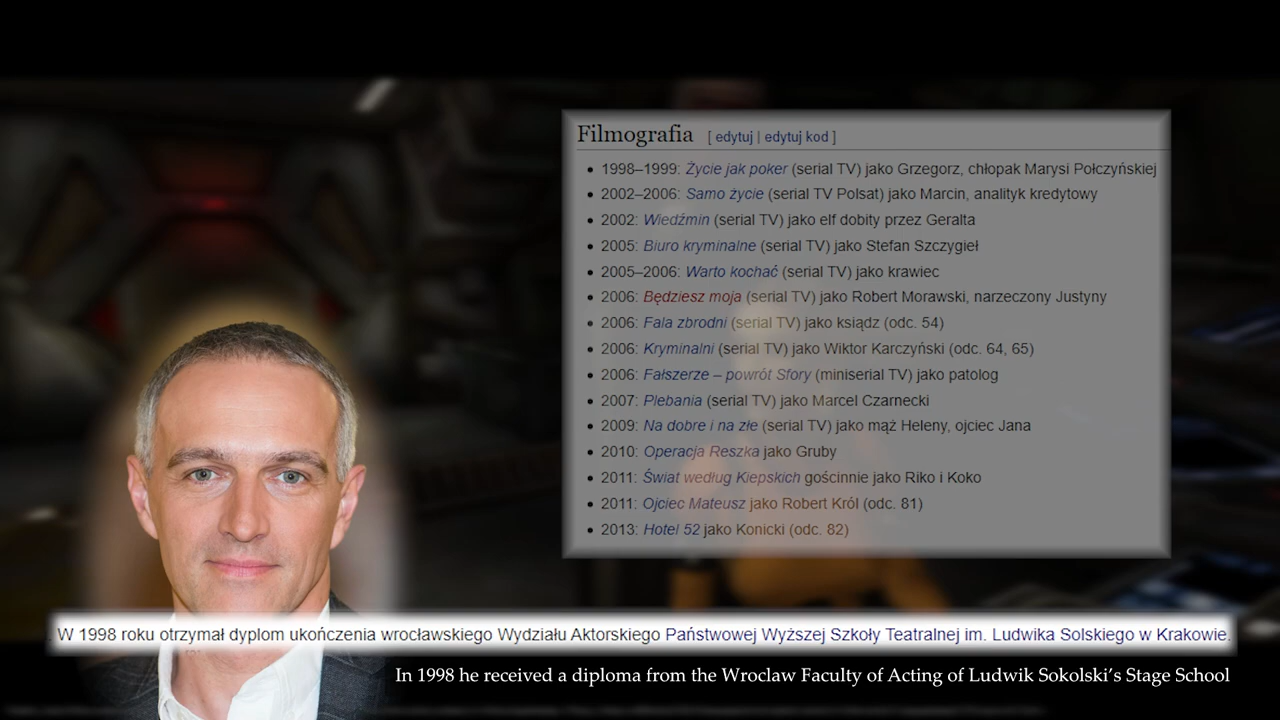 Filmografia [ edytuj | edytuj kod ]
1998–1999: Życie jak poker (serial TV) jako Grzegorz, chłopak Marysi Połczyńskiej
2002–2006: Samo życie (serial TV Polsat) jako Marcin, analityk kredytowy
2002: Wiedźmin (serial TV) jako elf dobity przez Geralta
2005: Biuro kryminalne (serial TV) jako Stefan Szczygieł
2005–2006: Warto kochać (serial TV) jako krawiec
2006: Będziesz moja (serial TV) jako Robert Morawski, narzeczony Justyny
2006: Fala zbrodni (serial TV) jako ksiądz (odc. 54)
2006: Kryminalni (serial TV) jako Wiktor Karczyński (odc. 64, 65)
2006: Fałszerze – powrót Sfory (miniserial TV) jako patolog
2007: Plebania (serial TV) jako Marcel Czarnecki
2009: Na dobre i na złe (serial TV) jako mąż Heleny, ojciec Jana
2010: Operacja Reszka jako Gruby
2011: Świat według Kiepskich gościnnie jako Riko i Koko
2011: Ojciec Mateusz jako Robert Król (odc. 81)
2013: Hotel 52 jako Konicki (odc. 82)
W 1998 roku otrzymał dyplom ukończenia wrocławskiego Wydziału Aktorskiego Państwowej Wyższej Szkoły Teatralnej im. Ludwika Solskiego w Krakowie.
In 1998 he received a diploma from the Wroclaw Faculty of Acting of Ludwik Sokolski’s Stage School